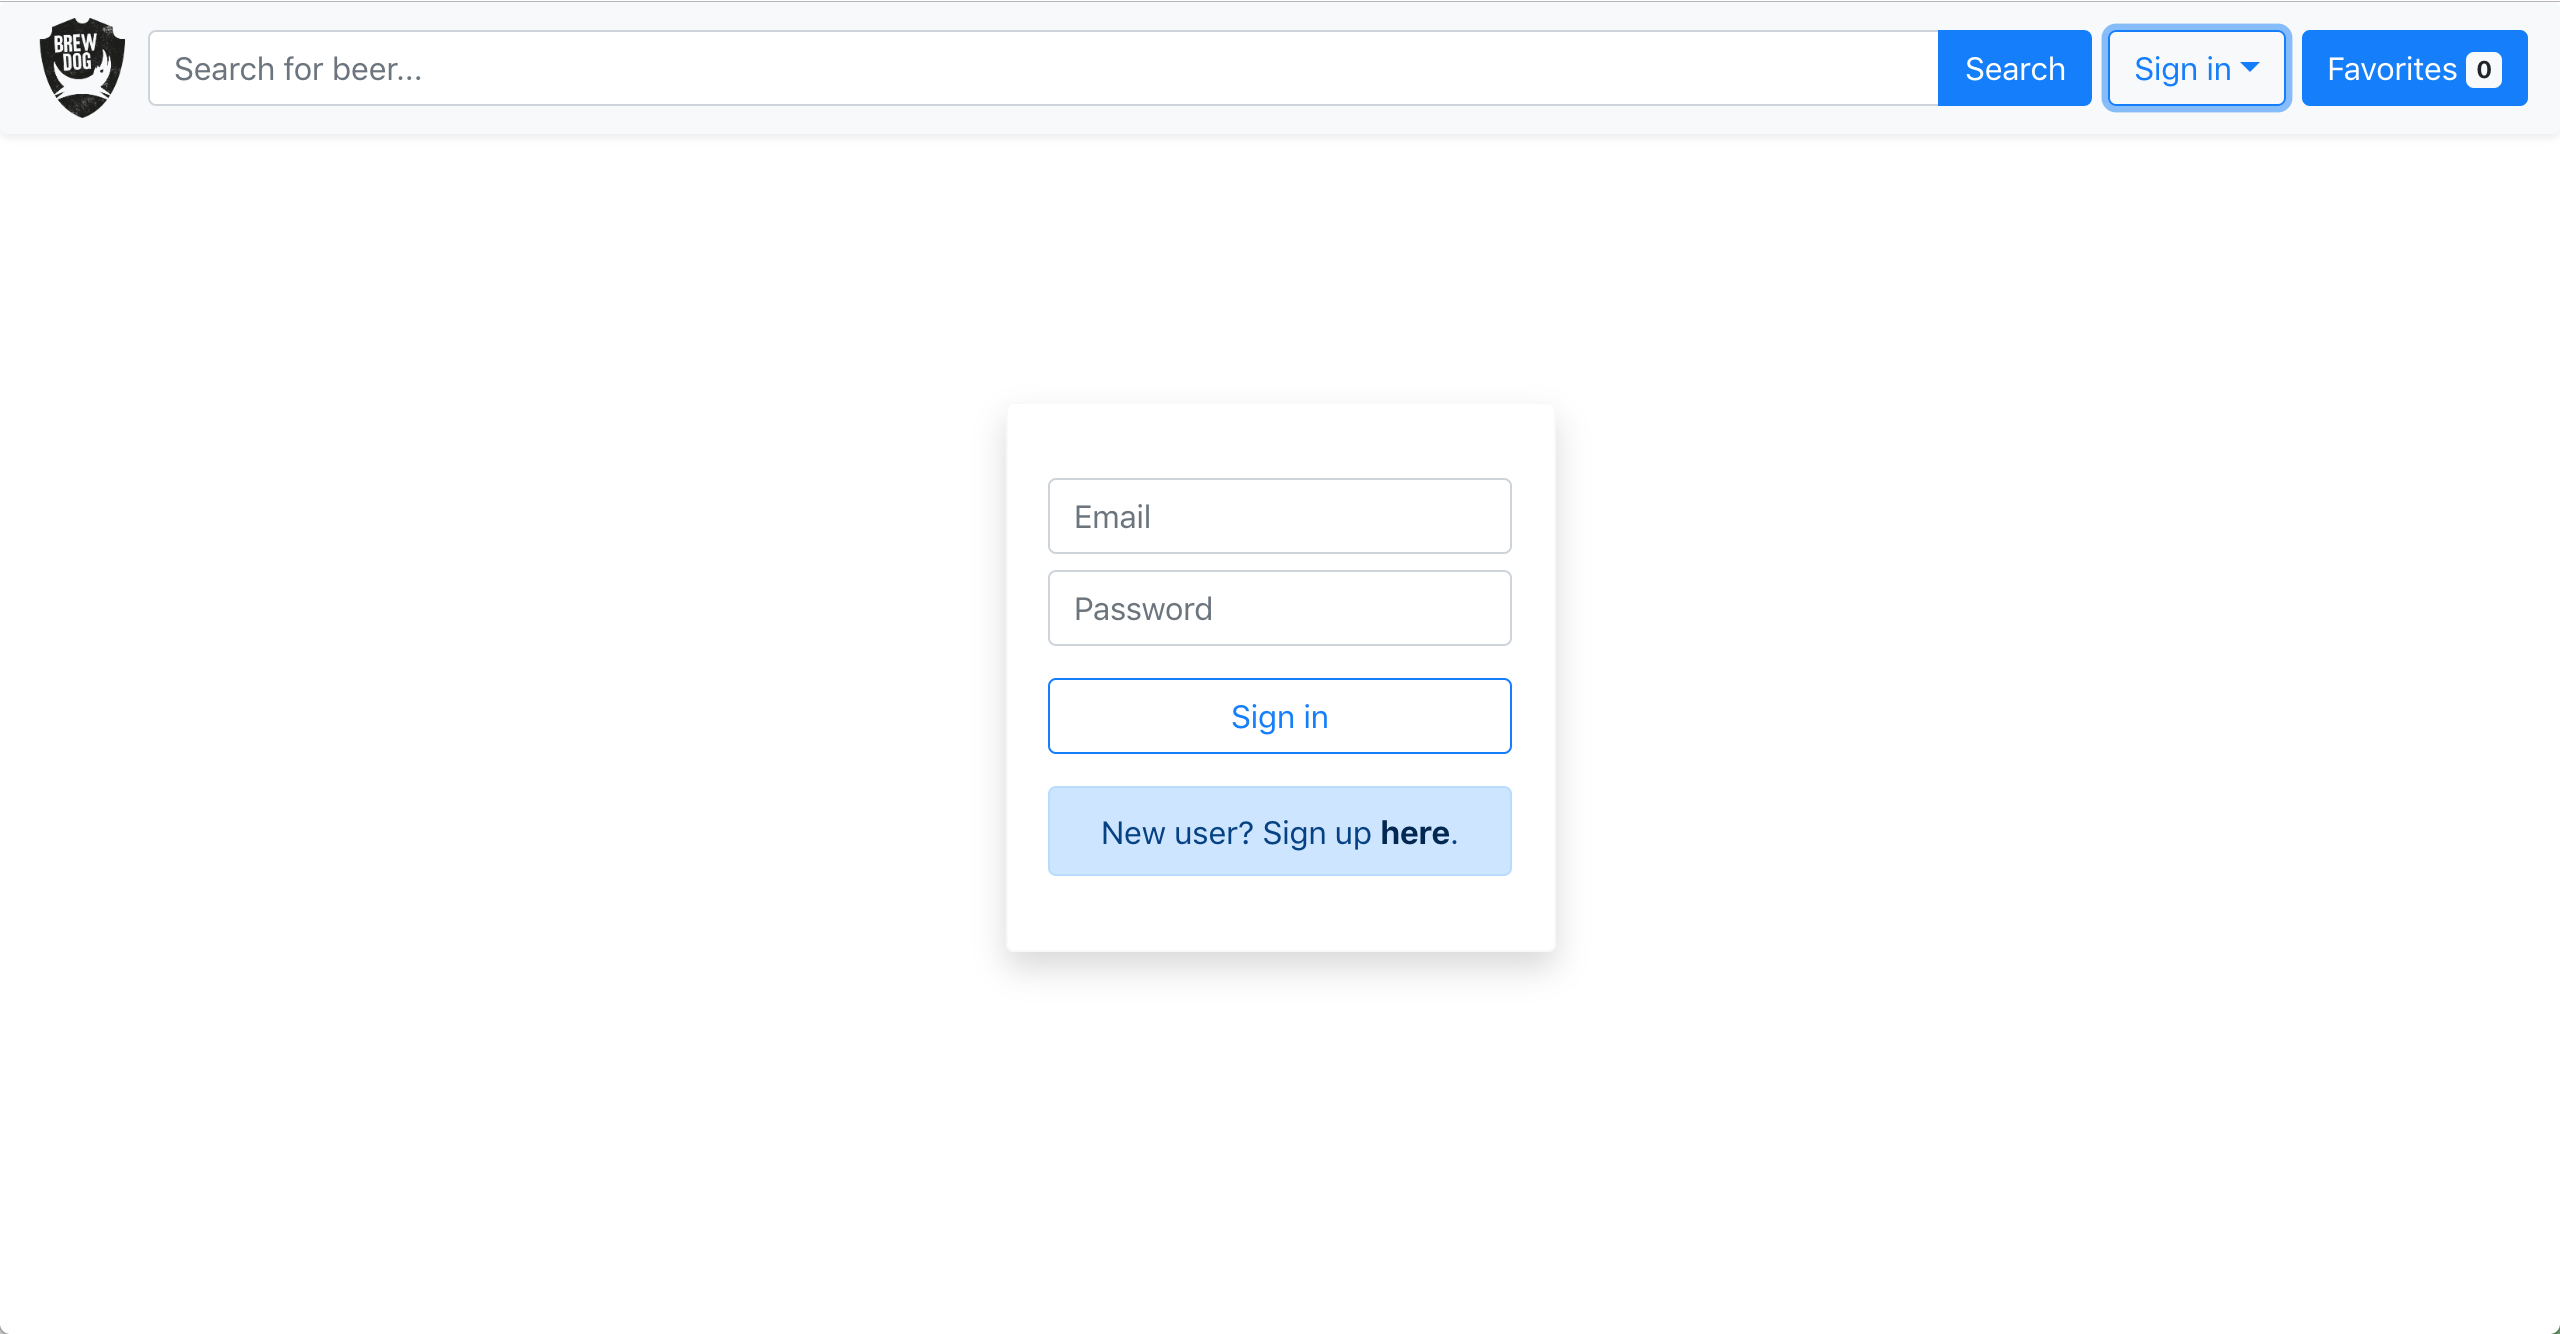 BREW
DOG
Search for beer...
Search
Sign in
Favorites 0
Email
Password
Sign in
New user? Sign up here.